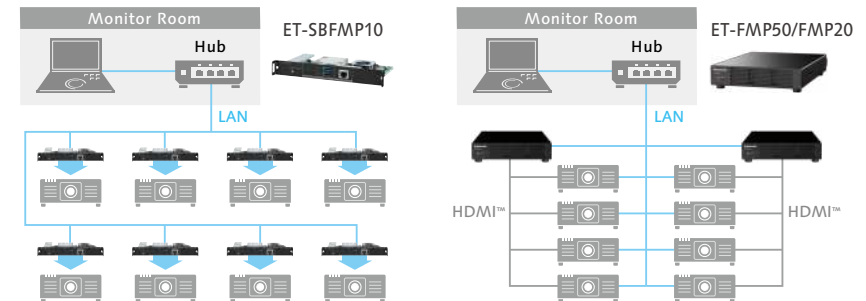 Monitor Room
Hub
ET-SBFMP10
LAN
Monitor Room
Hub
ET-FMP50/FMP20
LAN
HDMI™
HDMI™